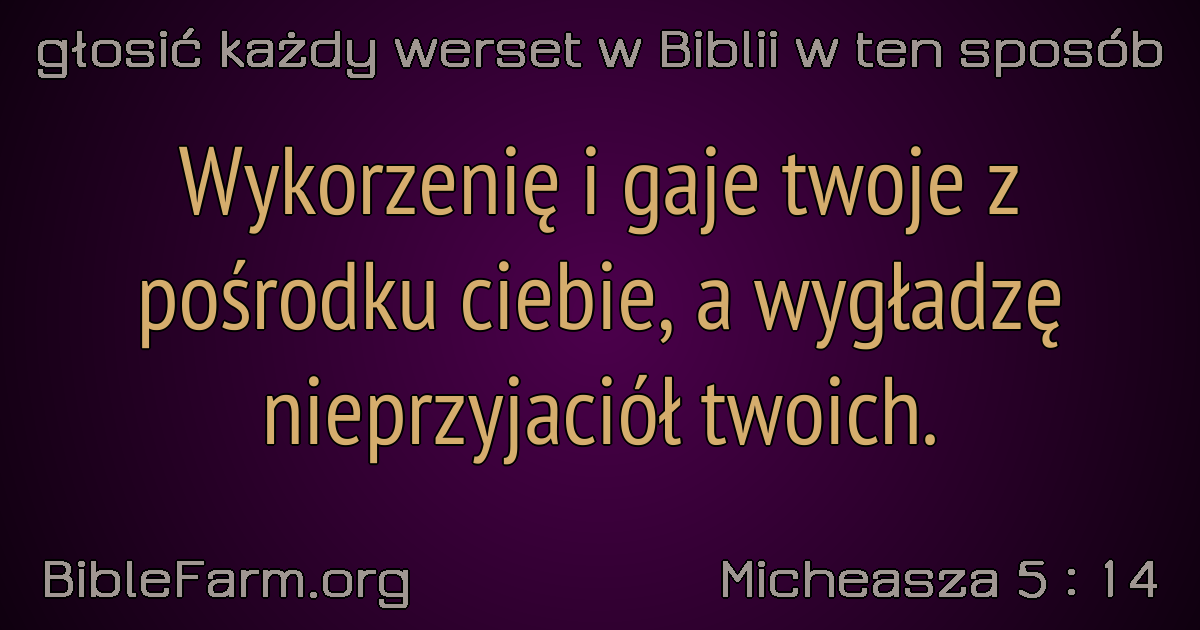 głosić każdy werset w Biblii w ten sposób
Wykorzenię i gaje twoje z
pośrodku ciebie, a wygładzę
nieprzyjaciół twoich.
BibleFarm.org
Micheasza 5 : 14